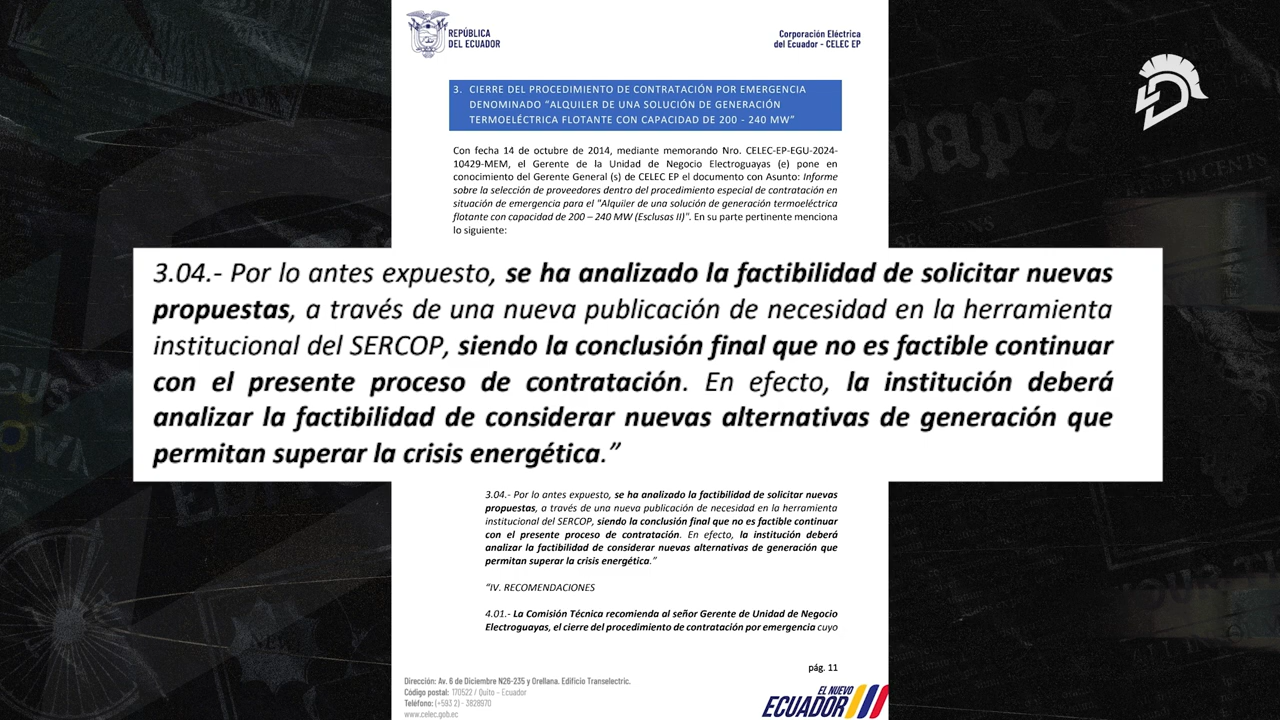 REPÚBLICA
DEL ECUADOR
Corporación Eléctrica
del Ecuador - CELEC EP
3. CIERRE DEL PROCEDIMIENTO DE CONTRATACIÓN POR EMERGENCIA
DENOMINADO "ALQUILER DE UNA SOLUCIÓN DE GENERACIÓN
TERMOELÉCTRICA FLOTANTE CON CAPACIDAD DE 200 - 240 MW"
Con fecha 14 de octubre de 2014, mediante memorando Nro. CELEC-EP-EGU-2024-
10429-MEM, el Gerente de la Unidad de Negocio Electroguayas (e) pone en
conocimiento del Gerente General (s) de CELEC EP el documento con Asunto: Informe
sobre la selección de proveedores dentro del procedimiento especial de contratación en
situación de emergencia para el "Alquiler de una solución de generación termoeléctrica
flotante con capacidad de 200 – 240 MW (Esclusas II)". En su parte pertinente menciona
lo siguiente:
3.04.- Por lo antes expuesto, se ha analizado la factibilidad de solicitar nuevas
propuestas, a través de una nueva publicación de necesidad en la herramienta
institucional del SERCOP, siendo la conclusión final que no es factible continuar
con el presente proceso de contratación. En efecto, la institución deberá
analizar la factibilidad de considerar nuevas alternativas de generación que
permitan superar la crisis energética."
3.04.- Por lo antes expuesto, se ha analizado la factibilidad de solicitar nuevas
propuestas, a través de una nueva publicación de necesidad en la herramienta
institucional del SERCOP, siendo la conclusión final que no es factible continuar
con el presente proceso de contratación. En efecto, la institución deberá
analizar la factibilidad de considerar nuevas alternativas de generación que
permitan superar la crisis energética."
"IV. RECOMENDACIONES
4.01.- La Comisión Técnica recomienda al señor Gerente de Unidad de Negocio
Electroguayas, el cierre del procedimiento de contratación por emergencia cuyo
pág. 11
Dirección: Av. 6 de Diciembre N26-235 y Orellana. Edificio Transelectric.
Código postal: 170522 / Quito – Ecuador
Teléfono: (+593 2) - 3828970
www.celec.gob.ec
EL NUEVO
ECUADOR